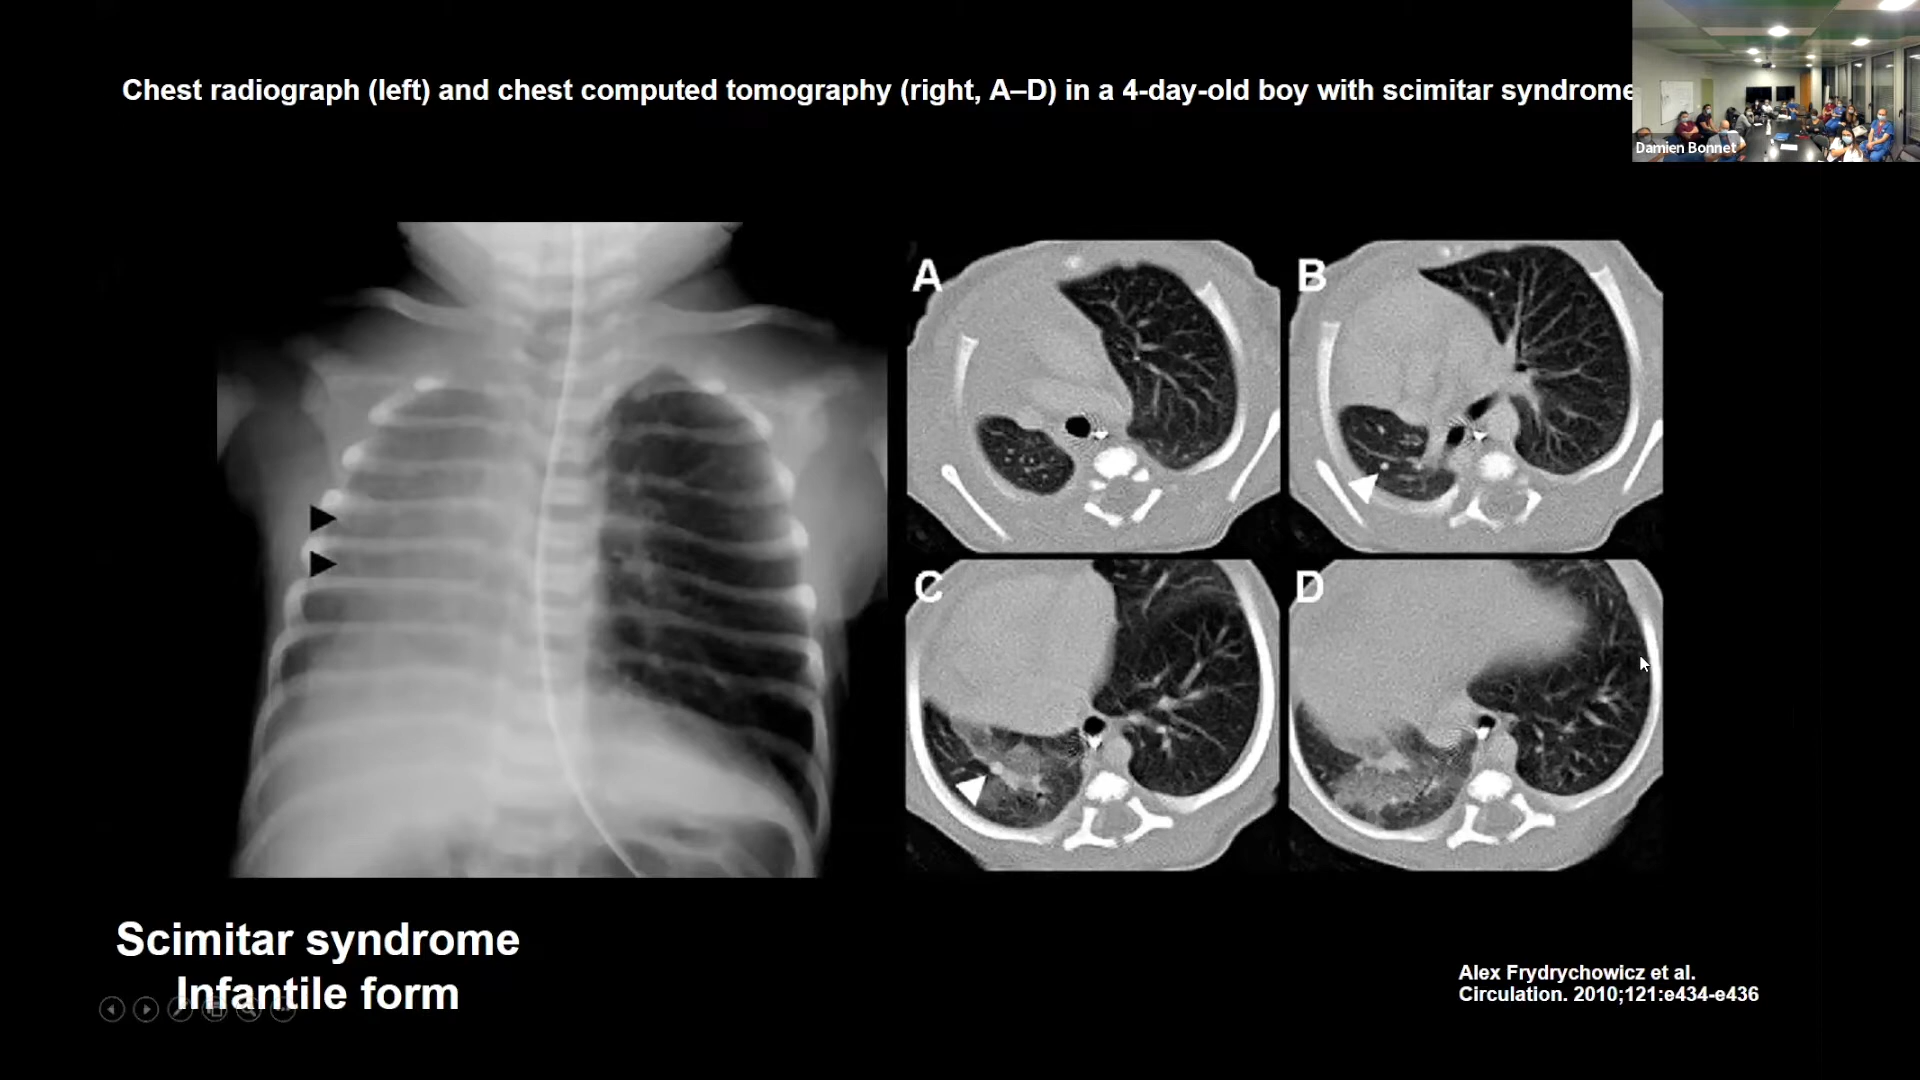 Chest radiograph (left) and chest computed tomography (right, A–D) in a 4-day-old boy with scimitar syndrome
Damien Bonnet
A
B
C
D
Scimitar syndrome
Infantile form
Alex Frydrychowicz et al.
Circulation. 2010;121:e434-e436